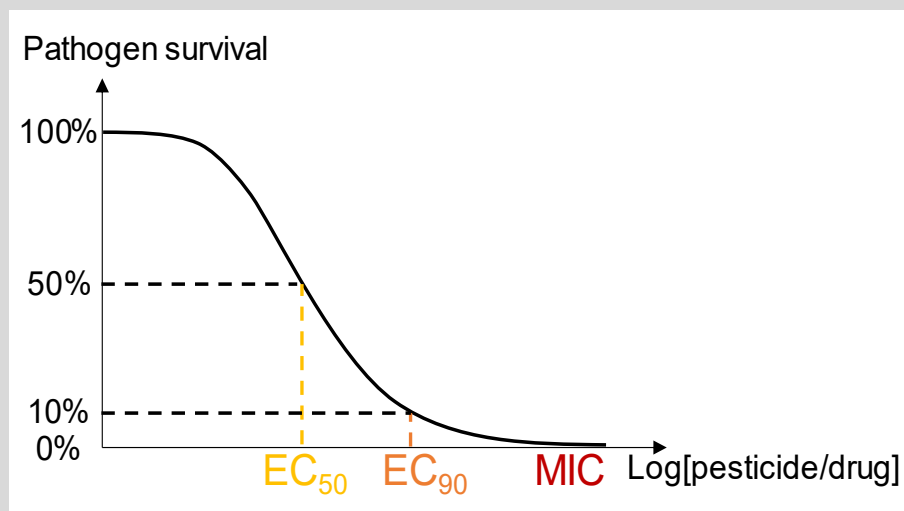 Pathogen survival
100%
50%
10%
0%
EC₅₀ EC₉₀ MIC Log[pesticide/drug]